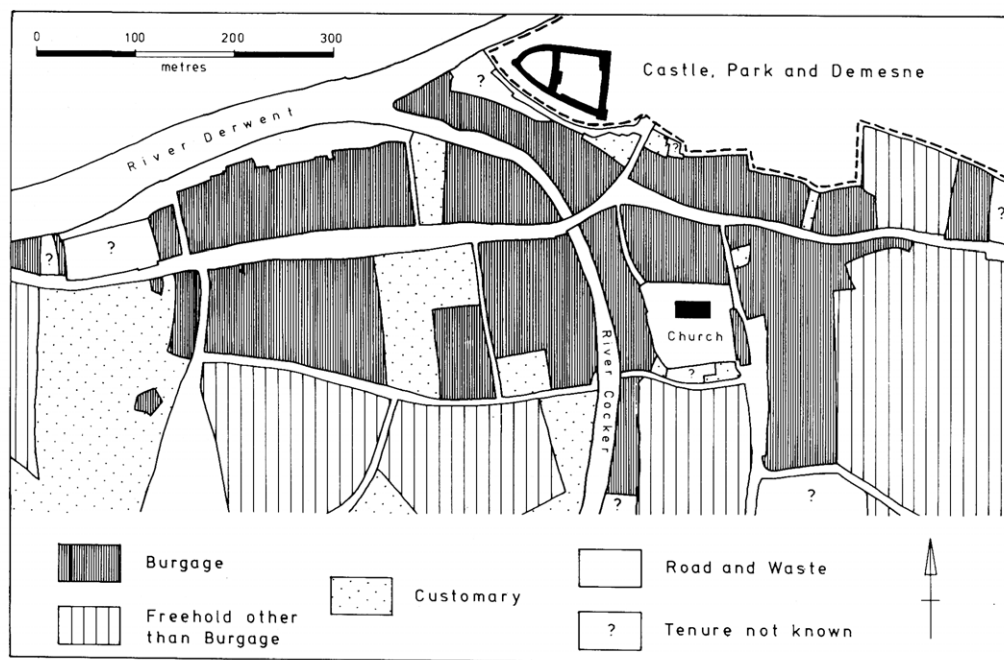 0 100 200 300
metres
Castle, Park and Demesne
?
River Derwent
?
?
?
?
Church
?
River Cocker
?
?
Burgage
Freehold other
than Burgage
Customary
Road and Waste
?
Tenure not known